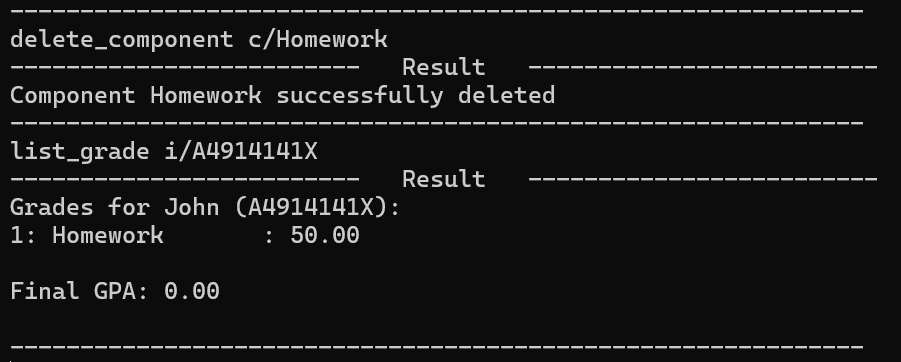 -------------------------------------------------------------
delete_component c/Homework
-------------------------   Result   -------------------------
Component Homework successfully deleted
-------------------------------------------------------------
list_grade i/A4914141X
-------------------------   Result   -------------------------
Grades for John (A4914141X):
1: Homework       : 50.00
Final GPA: 0.00
-------------------------------------------------------------